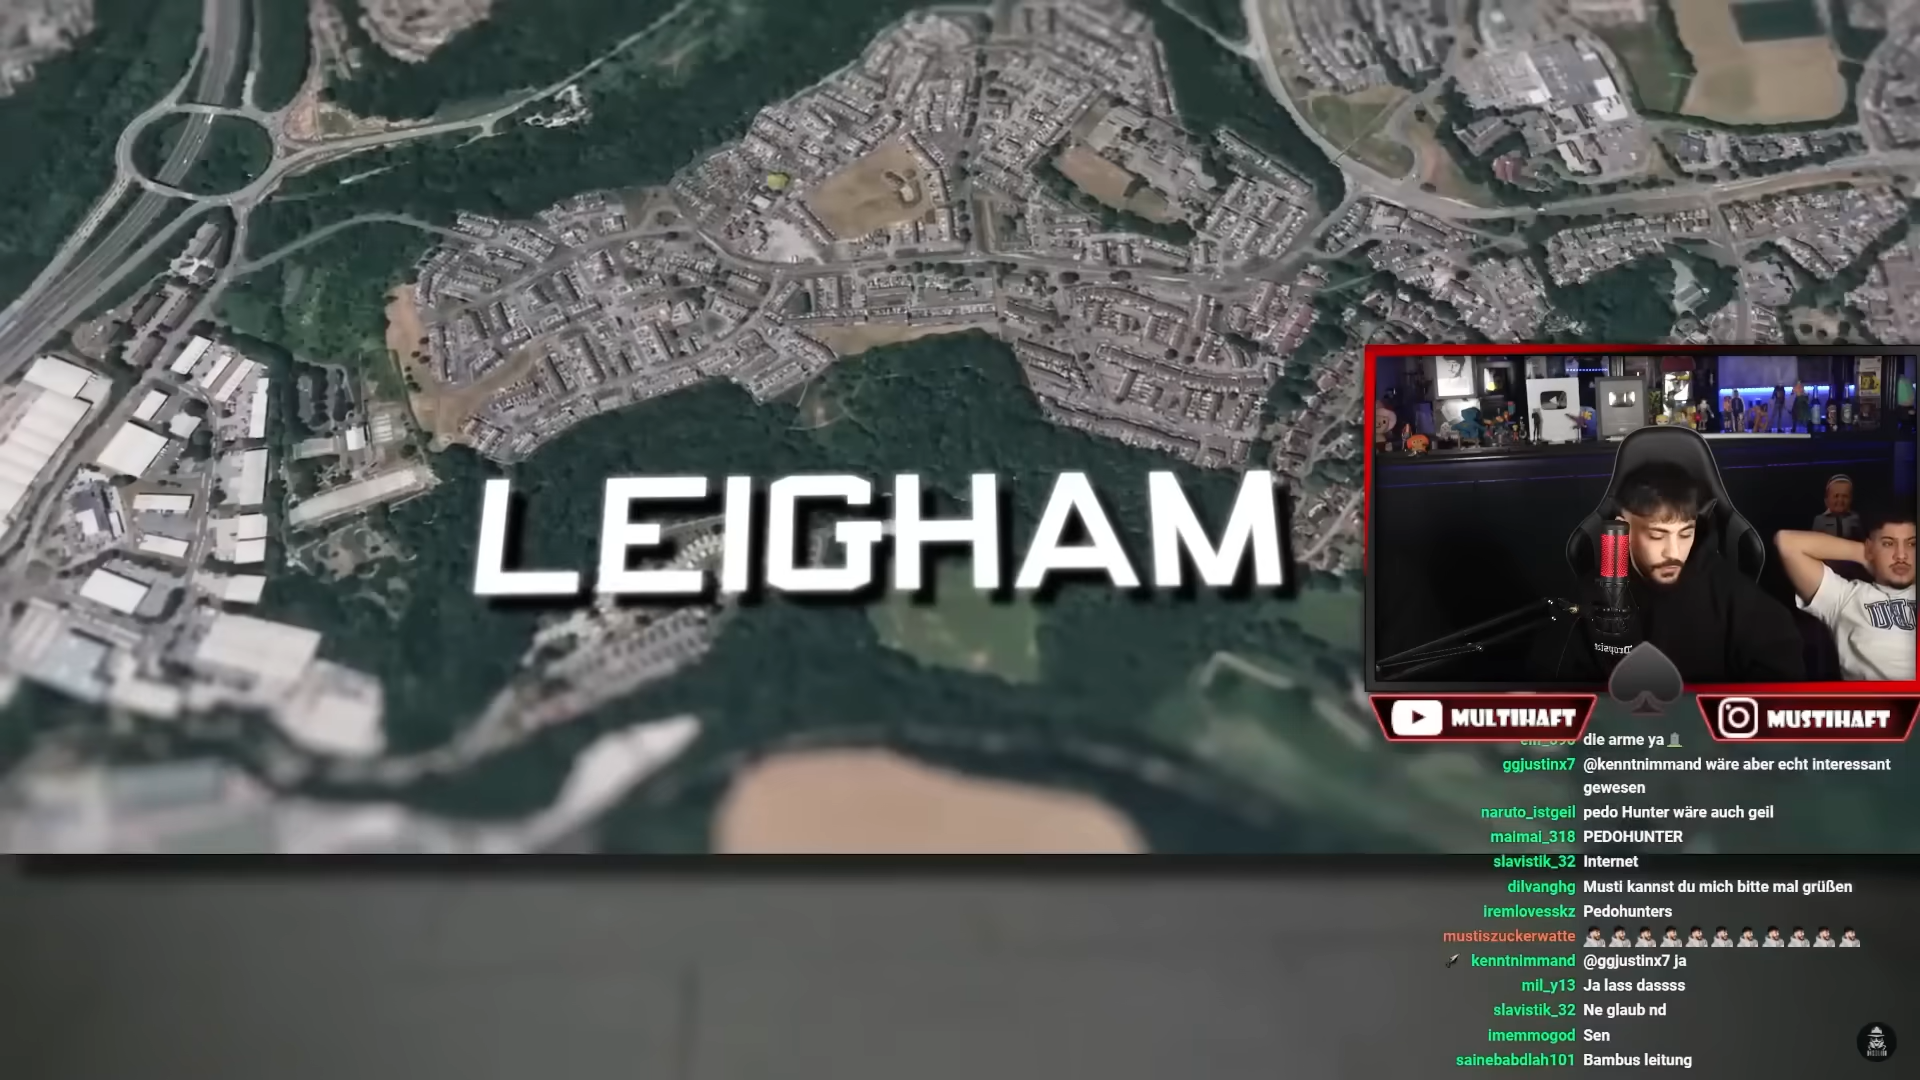 LEIGHAM
MULTIHAFT
MUSTIHAFT
die arme ya
ggjustinx7 @kenntnimmand wäre aber echt interessant
gewesen
naruto_istgeil pedo Hunter wäre auch geil
maimai_318 PEDOHUNTER
slavistik_32 Internet
dilvanghg Musti kannst du mich bitte mal grüßen
iremlovesskz Pedohunters
mustiszuckerwatte
kenntnimmand @ggjustinx7 ja
mil_y13 Ja lass dassss
slavistik_32 Ne glaub nd
imemmogod Sen
sainebabdlah101 Bambus leitung